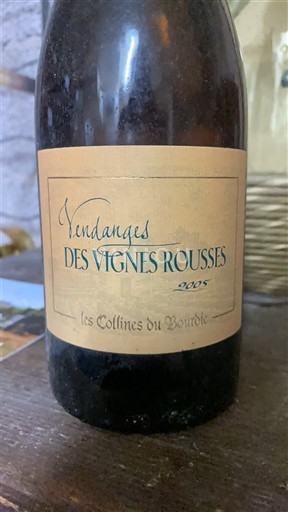 Vendanges
DES VIGNES ROUSSES
2005
les Collines du Bourdic